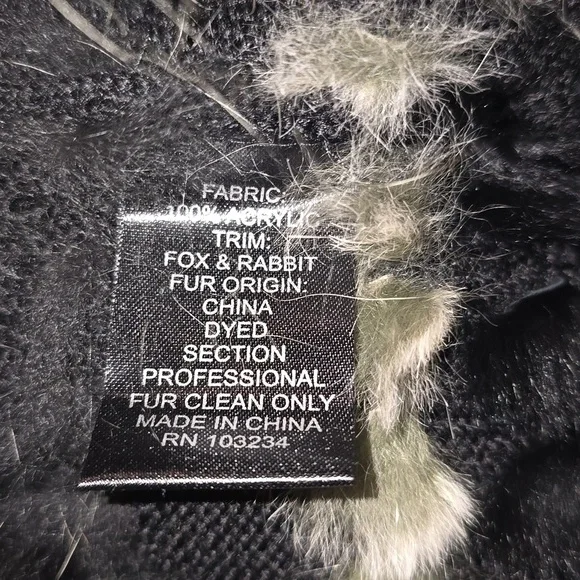 FABRIC:
100% ACRYLIC
TRIM:
FOX & RABBIT
FUR ORIGIN:
CHINA
DYED
SECTION
PROFESSIONAL
FUR CLEAN ONLY
MADE IN CHINA
RN 103234